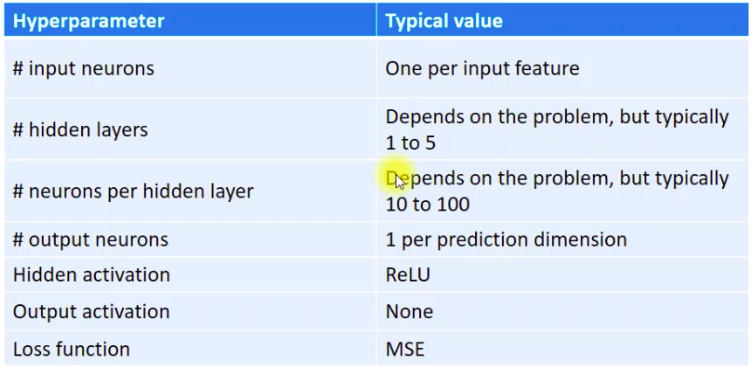 Hyperparameter Typical value
# input neurons One per input feature
# hidden layers Depends on the problem, but typically
1 to 5
# neurons per hidden layer Depends on the problem, but typically
10 to 100
# output neurons 1 per prediction dimension
Hidden activation ReLU
Output activation None
Loss function MSE